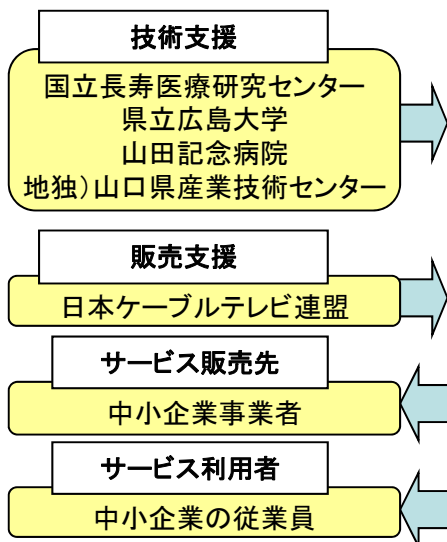 技術支援
国立長寿医療研究センター
県立広島大学
山田記念病院
地独）山口県産業技術センター
販売支援
日本ケーブルテレビ連盟
サービス販売先
中小企業事業者
サービス利用者
中小企業の従業員